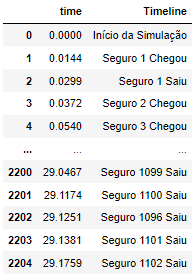 time Timeline
0 0.0000 Início da Simulação
1 0.0144 Seguro 1 Chegou
2 0.0299 Seguro 1 Saiu
3 0.0372 Seguro 2 Chegou
4 0.0540 Seguro 3 Chegou
... ... ...
2200 29.0467 Seguro 1099 Saiu
2201 29.1174 Seguro 1100 Saiu
2202 29.1251 Seguro 1096 Saiu
2203 29.1381 Seguro 1101 Saiu
2204 29.1759 Seguro 1102 Saiu